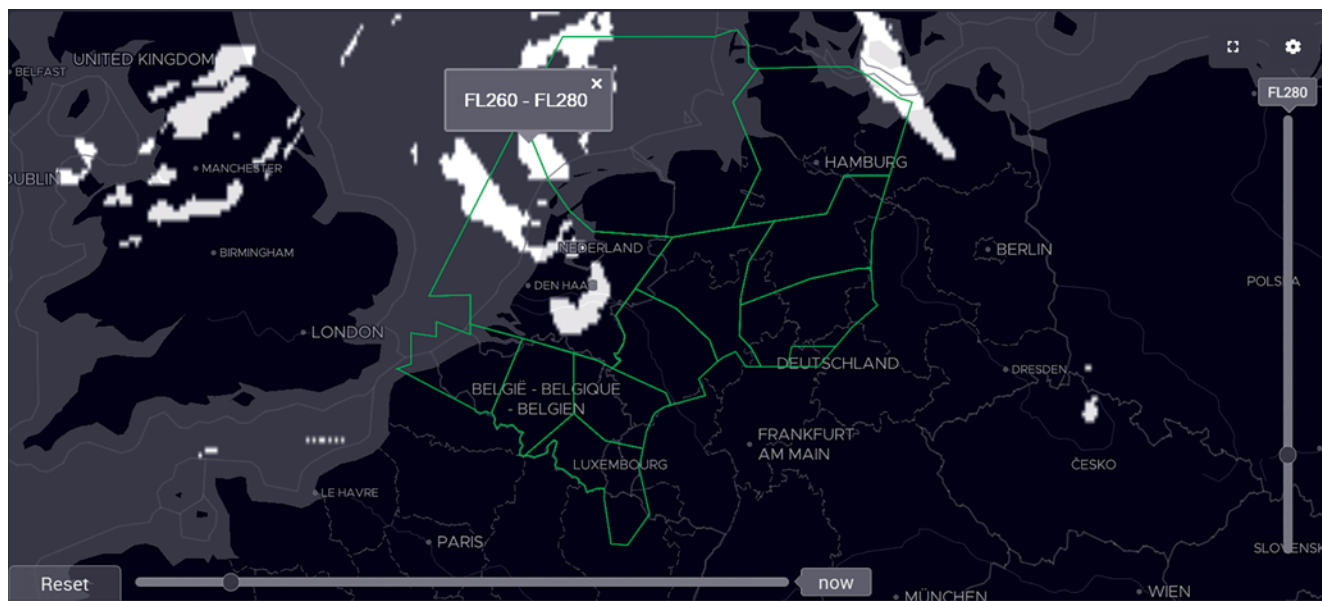 UNITED KINGDOM
BELFAST
FL260 - FL280
×
FL280
MANCHESTER
HAMBURG
DUBLIN
BIRMINGHAM
NEDERLAND
BERLIN
DEN HAAG
POLSKA
LONDON
DEUTSCHLAND
DRESDEN
BELGIË - BELGIQUE
- BELGIEN
FRANKFURT
AM MAIN
LUXEMBOURG
ČESKO
LE HAVRE
PARIS
SLOVENSK
Reset
now
MÜNCHEN
WIEN